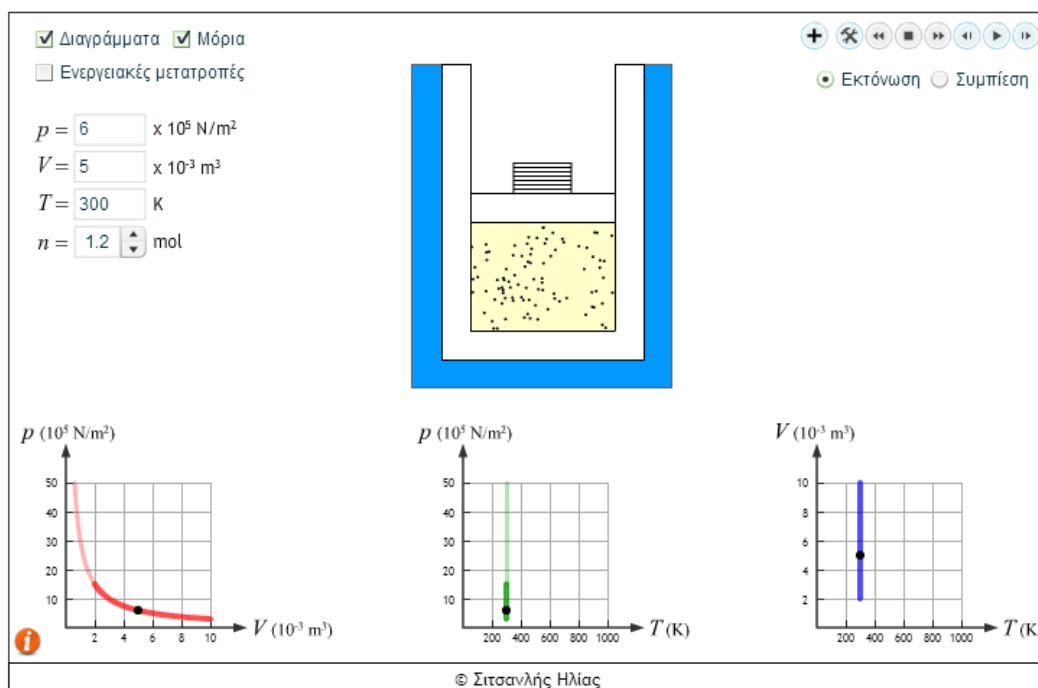 Διαγράμματα Μόρια
Ενεργειακές μετατροπές
Εκτόνωση Συμπίεση
p = 6 x 10⁵ N/m²
V = 5 x 10⁻³ m³
T = 300 K
n = 1.2 mol
p (10⁵ N/m²)
50
40
30
20
10
2 4 6 8 10
V (10⁻³ m³)
p (10⁵ N/m²)
50
40
30
20
10
200 400 600 800 1000
T (K)
V (10⁻³ m³)
10
8
6
4
2
200 400 600 800 1000
T (K)
i
© Σιτσανλής Ηλίας